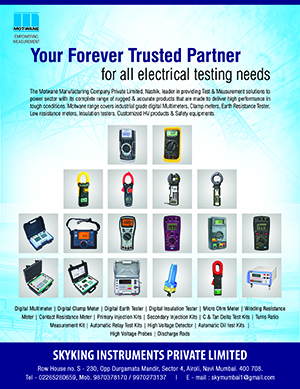 MOTWANE
EMPOWERING
MEASUREMENT
Your Forever Trusted Partner
for all electrical testing needs
The Motwane Manufacturing Company Private Limited, Nashik, leader in providing Test & Measurement solutions to
power sector with its complete range of rugged & accurate products that are made to deliver high performance in
tough conditions. Motwane range covers industrial grade digital Multimeters, Clamp meters, Earth Resistance Tester,
Low resistance meters, Insulation testers, Customized HV products & Safety equipments.
Digital Multimeter | Digital Clamp Meter | Digital Earth Tester | Digital Insulation Tester | Micro Ohm Meter | Winding Resistance
Meter | Contact Resistance Meter | Primary Injection Kits | Secondary Injection Kits | C & Tan Delta Test Kits | Turns Ratio
Measurement Kit | Automatic Relay Test Kits | High Voltage Detector | Automatic Oil Test Kits |
High Voltage Probes | Discharge Rods
SKYKING INSTRUMENTS PRIVATE LIMITED
Row House no. S - 230, Opp Durgamata Mandir, Sector 4, Airoli, Navi Mumbai. 400 708.
Tel - 02265280659, Mob. 9870378170 / 9970273137 | E - : skymumbai1@gmail.com